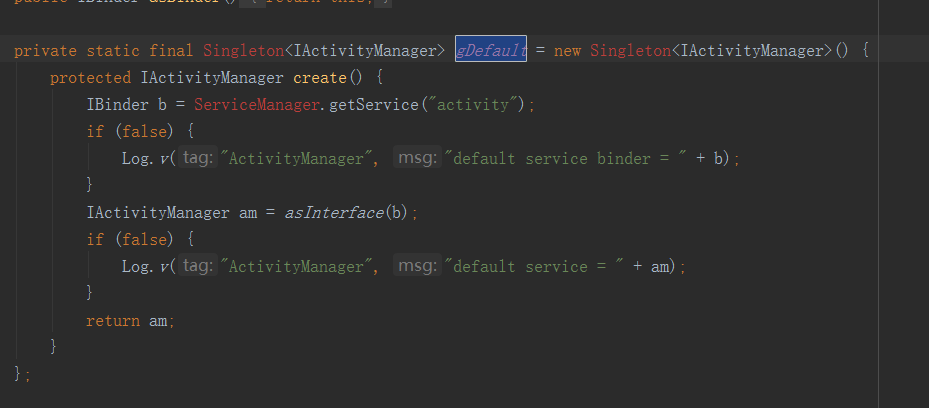 public IBinder asBinder() { return this; }
private static final Singleton<IActivityManager> gDefault = new Singleton<IActivityManager>() {
protected IActivityManager create() {
IBinder b = ServiceManager.getService("activity");
if (false) {
Log.v( tag: "ActivityManager", msg: "default service binder = " + b);
}
IActivityManager am = asInterface(b);
if (false) {
Log.v( tag: "ActivityManager", msg: "default service = " + am);
}
return am;
}
};